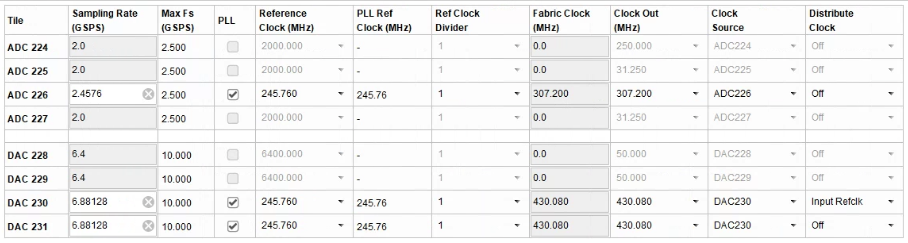 Tile Sampling Rate (GSPS) Max Fs (GSPS) PLL Reference Clock (MHz) PLL Ref Clock (MHz) Ref Clock Divider Fabric Clock (MHz) Clock Out (MHz) Clock Source Distribute Clock
ADC 224 2.0 2.500 2000.000 - 1 0.0 250.000 ADC224 Off
ADC 225 2.0 2.500 2000.000 - 1 0.0 31.250 ADC225 Off
ADC 226 2.4576 2.500 245.760 245.76 1 307.200 307.200 ADC226 Off
ADC 227 2.0 2.500 2000.000 - 1 0.0 31.250 ADC227 Off
DAC 228 6.4 10.000 6400.000 - 1 0.0 50.000 DAC228 Off
DAC 229 6.4 10.000 6400.000 - 1 0.0 50.000 DAC229 Off
DAC 230 6.88128 10.000 245.760 245.76 1 430.080 430.080 DAC230 Input Refclk
DAC 231 6.88128 10.000 245.760 245.76 1 430.080 430.080 DAC230 Off